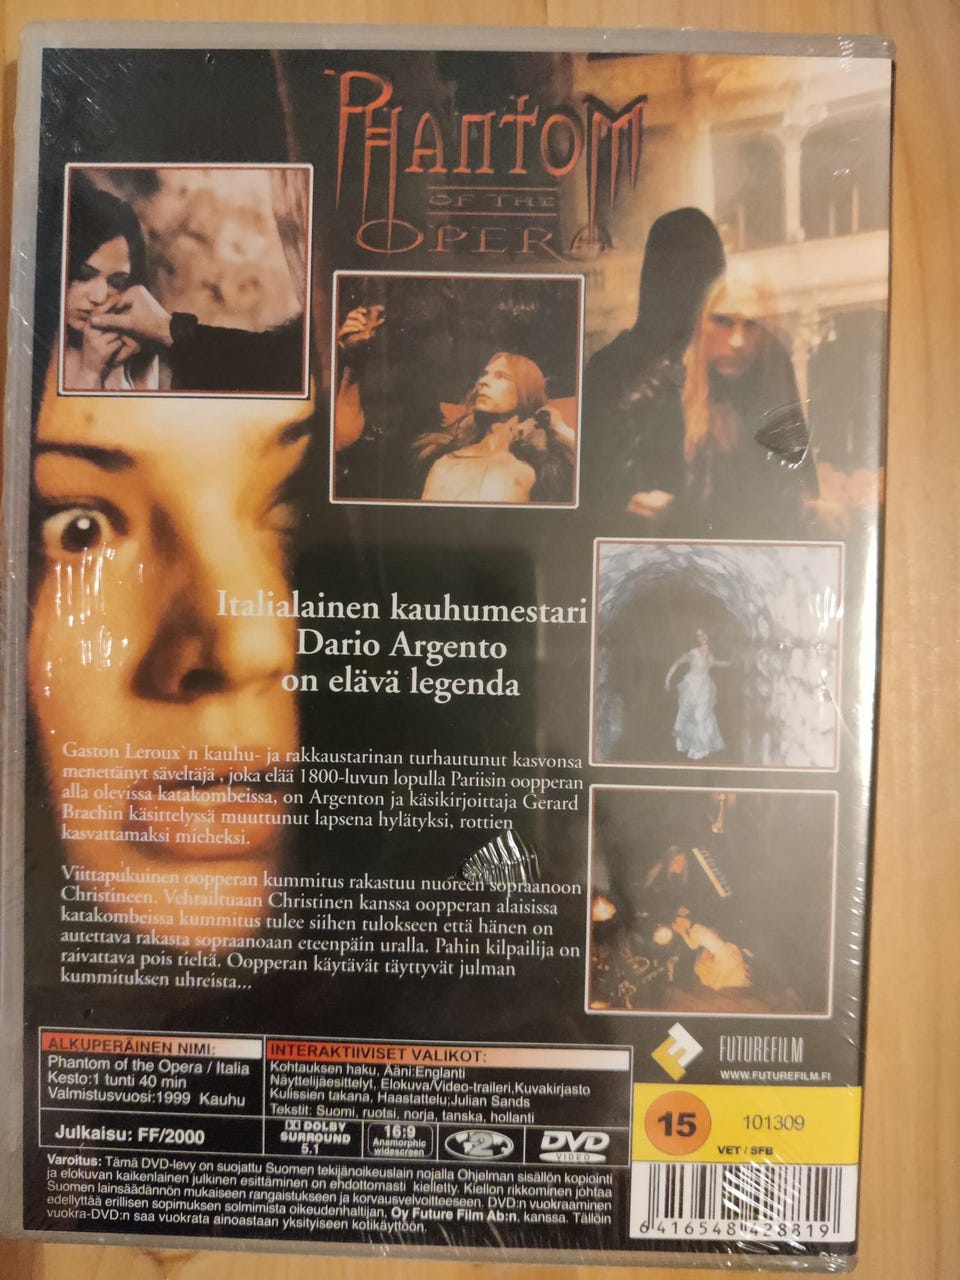 PHANTOM
OF THE
OPERA
Italialainen kauhumestari
Dario Argento
on elävä legenda
Gaston Leroux`n kauhu- ja rakkaustarinan turhautunut kasvonsa
menettänyt säveltäjä , joka elää 1800-luvun lopulla Pariisin oopperan
alla olevissa katakombeissa, on Argenton ja käsikirjoittaja Gerard
Brachin käsittelyssä muuttunut lapsena hylätyksi, rottien
kasvattamaksi mieheksi.
Viittapukuinen oopperan kummitus rakastuu nuoreen sopraanoon
Christineen. Vehtailtuaan Christinen kanssa oopperan alaisissa
katakombeissa kummitus tulee siihen tulokseen että hänen on
autettava rakasta sopraanoaan eteenpäin uralla. Pahin kilpailija on
raivattava pois tieltä. Oopperan käytävät täyttyvät julman
kummituksen uhreista...
FUTUREFILM
WWW.FUTUREFILM.FI
ALKUPERÄINEN NIMI:
Phantom of the Opera / Italia
Kesto:1 tunti 40 min
Valmistusvuosi:1999 Kauhu
Julkaisu: FF/2000
INTERAKTIIVISET VALIKOT:
Kohtauksen haku, Ääni:Englanti
Näyttelijäesittelyt, Elokuva/Video-traileri,Kuvakirjasto
Kulissien takana, Haastattelu;Julian Sands
Tekstit: Suomi, ruotsi, norja, tanska, hollanti
DOLBY
SURROUND
5.1
16:9
Anamorphic
widescreen
2
DVD
VIDEO
15
101309
VET / SFB
Varoitus: Tämä DVD-levy on suojattu Suomen tekijänoikeuslain nojalla Ohjelman sisällön kopiointi
ja elokuvan kaikenlainen julkinen esittäminen on ehdottomasti kielletty. Kiellon rikkominen johtaa
Suomen lainsäädännön mukaiseen rangaistukseen ja korvausvelvoitteeseen. DVD:n vuokraaminen
edellyttää erillisen sopimuksen solmimista oikeudenhaltijan, Oy Future Film Ab:n, kanssa. Tällöin
vuokra-DVD:n saa vuokrata ainoastaan yksityiseen kotikäyttöön.
6 416548 428819